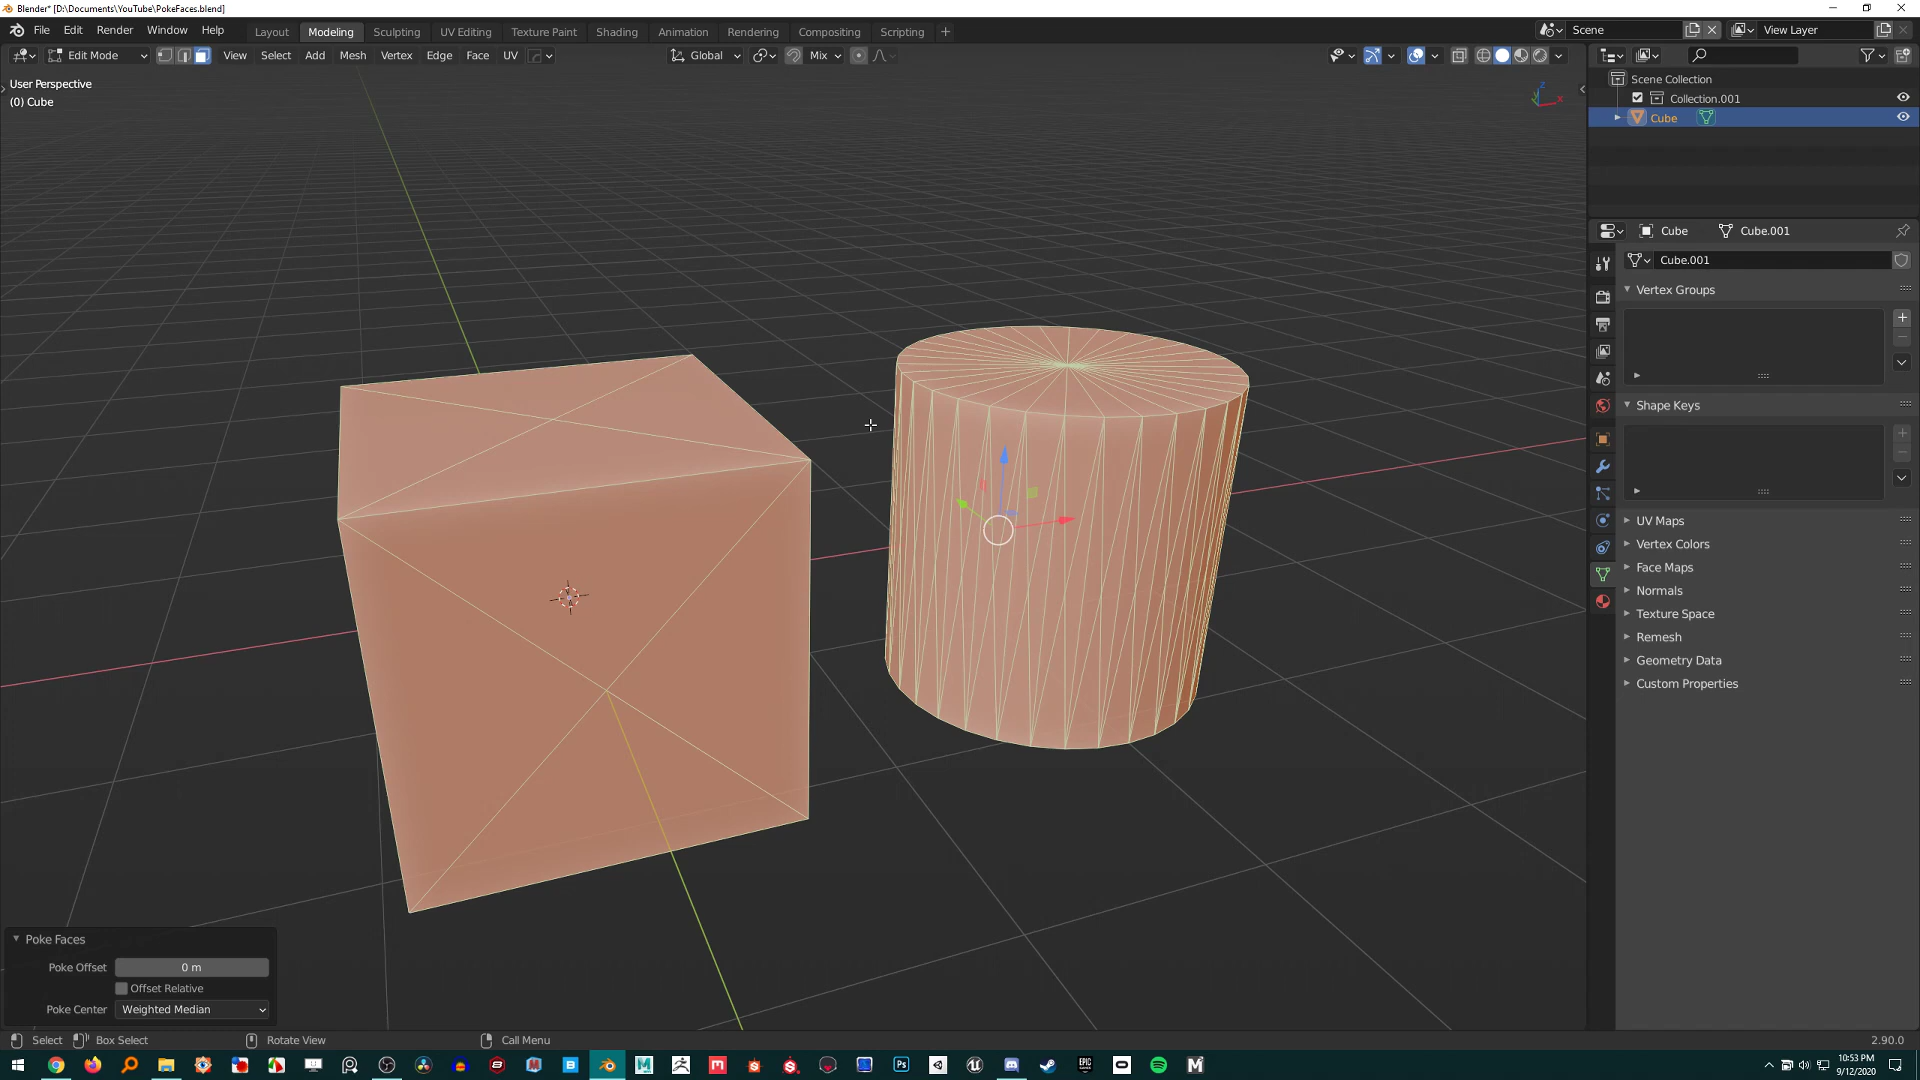 Blender* [D:\Documents\YouTube\PokeFaces.blend]
File Edit Render Window Help
Layout Modeling Sculpting UV Editing Texture Paint Shading Animation Rendering Compositing Scripting +
Scene
View Layer
Edit Mode
View Select Add Mesh Vertex Edge Face UV
Global
Mix
User Perspective
(0) Cube
Z
Y
X
Scene Collection
Collection.001
Cube
Cube Cube.001
Cube.001
Vertex Groups
Shape Keys
UV Maps
Vertex Colors
Face Maps
Normals
Texture Space
Remesh
Geometry Data
Custom Properties
Poke Faces
Poke Offset 0 m
Offset Relative
Poke Center Weighted Median
Select Box Select Rotate View Call Menu
2.90.0
Ps
EPIC
GAMES
10:53 PM
9/12/2020